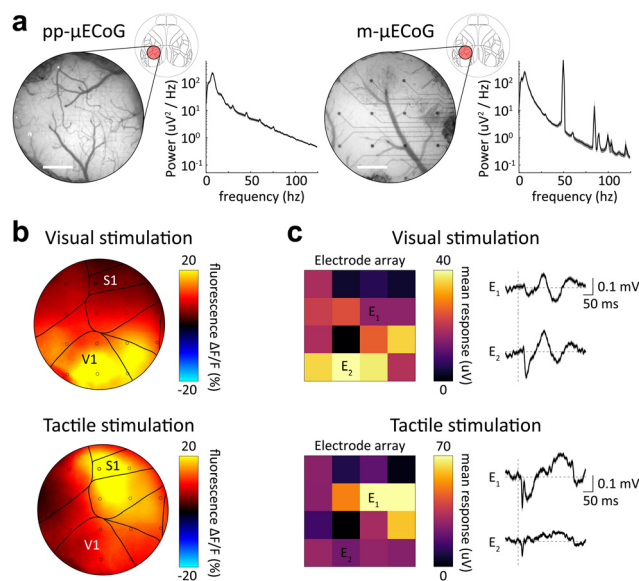 a
pp-μECoG
m-μECoG
Power (uV² / Hz)
10²
10¹
10⁰
10⁻¹
0
50
100
frequency (hz)
Power (uV² / Hz)
10²
10¹
10⁰
10⁻¹
0
50
100
frequency (hz)
b
Visual stimulation
S1
V1
20
0
-20
fluorescence ΔF/F (%)
Tactile stimulation
S1
V1
20
0
-20
fluorescence ΔF/F (%)
c
Visual stimulation
Electrode array
E₁
E₂
40
0
mean response (uV)
E₁
E₂
0.1 mV
50 ms
Tactile stimulation
Electrode array
E₁
E₂
70
0
mean response (uV)
E₁
E₂
0.1 mV
50 ms